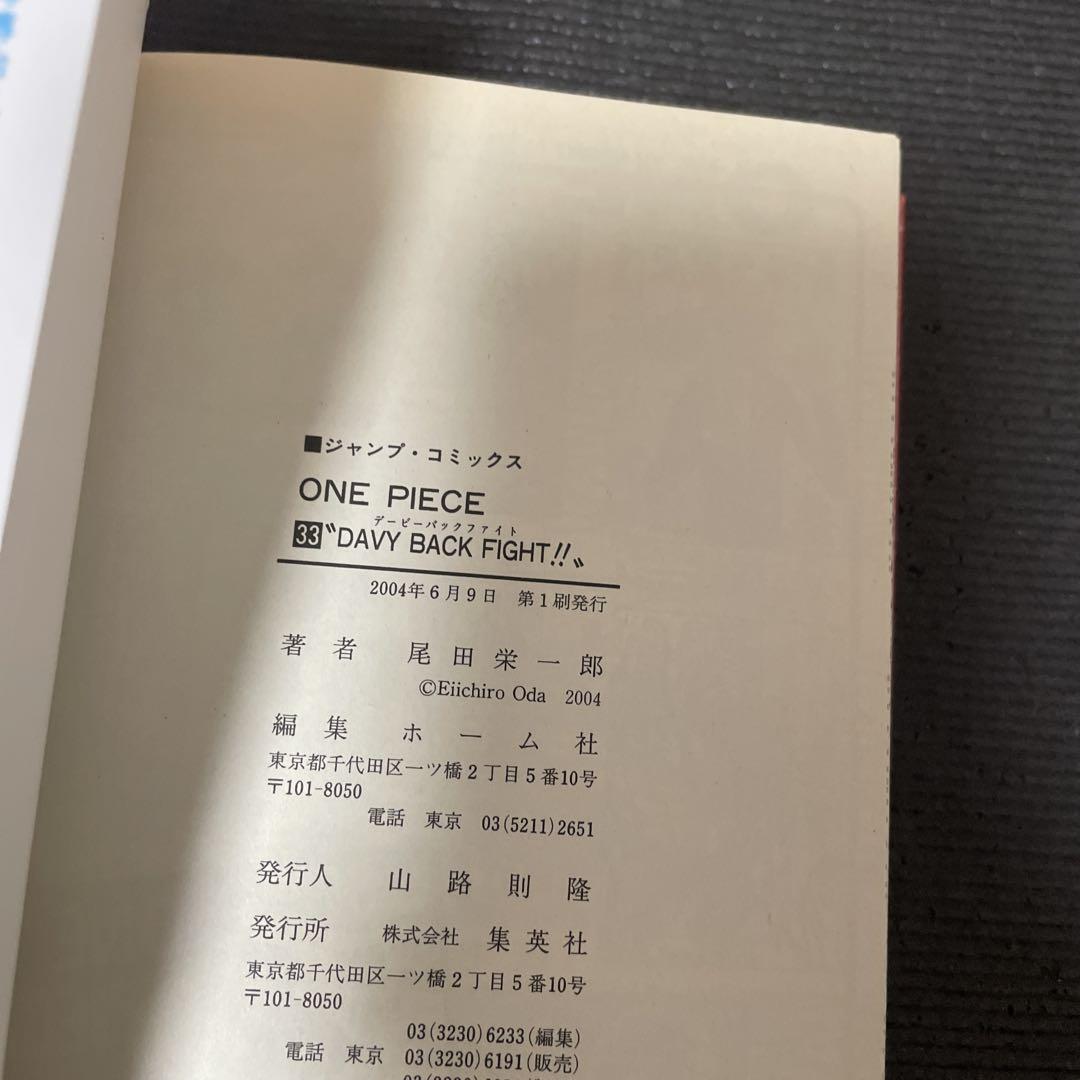 ■ジャンプ・コミックス
ONE PIECE
デービーバックファイト
33〝DAVY BACK FIGHT!!〟
2004年6月9日 第1刷発行
著者 尾田栄一郎
©Eiichiro Oda 2004
編集 ホーム社
東京都千代田区一ツ橋2丁目5番10号
〒101-8050
電話 東京 03(5211)2651
発行人 山路則隆
発行所 株式会社 集英社
東京都千代田区一ツ橋2丁目5番10号
〒101-8050
03(3230)6233(編集)
電話 東京 03(3230)6191(販売)